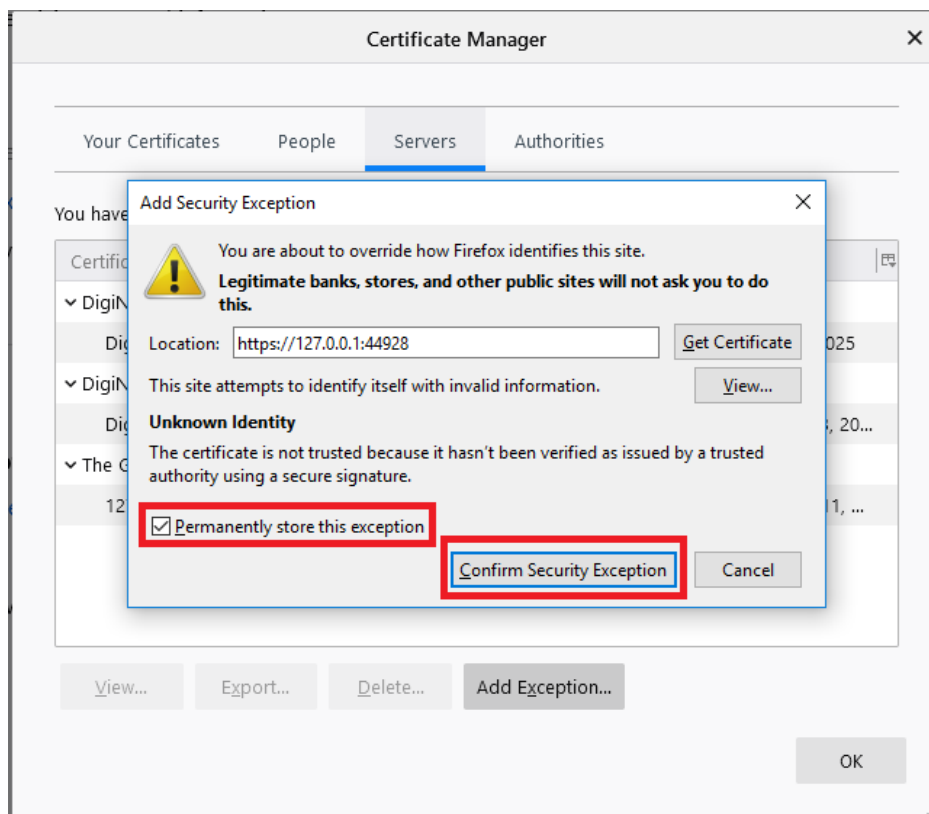 Certificate Manager
Your Certificates People Servers Authorities
You have
Add Security Exception
You are about to override how Firefox identifies this site.
Legitimate banks, stores, and other public sites will not ask you to do
this.
Location: https://127.0.0.1:44928 Get Certificate
This site attempts to identify itself with invalid information. View...
Unknown Identity
The certificate is not trusted because it hasn't been verified as issued by a trusted
authority using a secure signature.
Permanently store this exception
Confirm Security Exception Cancel
Certific
DigiN
Dig 025
DigiN
Dig , 20...
The G
127 11, ...
View... Export... Delete... Add Exception...
OK